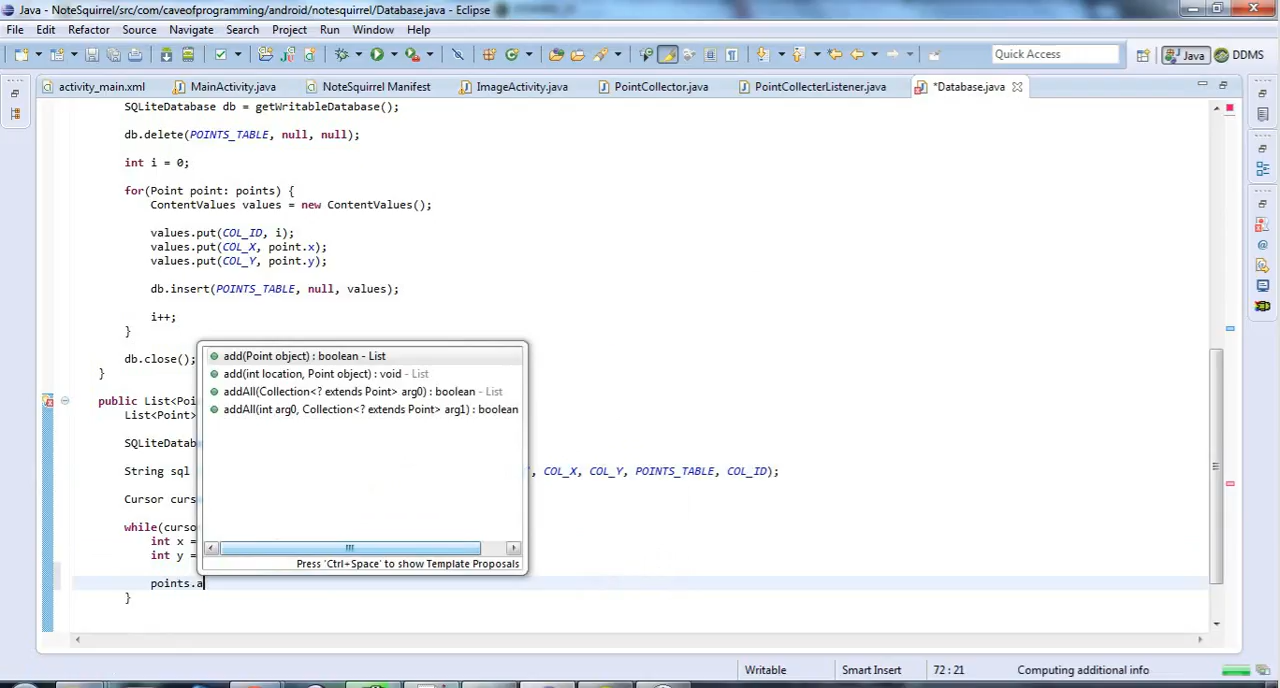 Java - NoteSquirrel/src/com/caveofprogramming/android/notesquirrel/Database.java - Eclipse
File Edit Refactoring Source Navigate Search Project Run Window Help
Quick Access Java DDMS
activity_main.xml MainActivity.java NoteSquirrel Manifest ImageActivity.java PointCollector.java PointCollecterListener.java *Database.java
SQLiteDatabase db = getWritableDatabase();
db.delete(POINTS_TABLE, null, null);
int i = 0;
for(Point point: points) {
ContentValues values = new ContentValues();
values.put(COL_ID, i);
values.put(COL_X, point.x);
values.put(COL_Y, point.y);
db.insert(POINTS_TABLE, null, values);
i++;
}
db.close();
}
add(Point object) : boolean - List
add(int location, Point object) : void - List
addAll(Collection<? extends Point> arg0) : boolean - List
addAll(int arg0, Collection<? extends Point> arg1) : boolean
Press 'Ctrl+Space' to show Template Proposals
public List<Poi
List<Point>
SQLiteDatab
String sql , COL_X, COL_Y, POINTS_TABLE, COL_ID);
Cursor curs
while(curso
int x =
int y =
points.a
}
Writable Smart Insert 72 : 21 Computing additional info